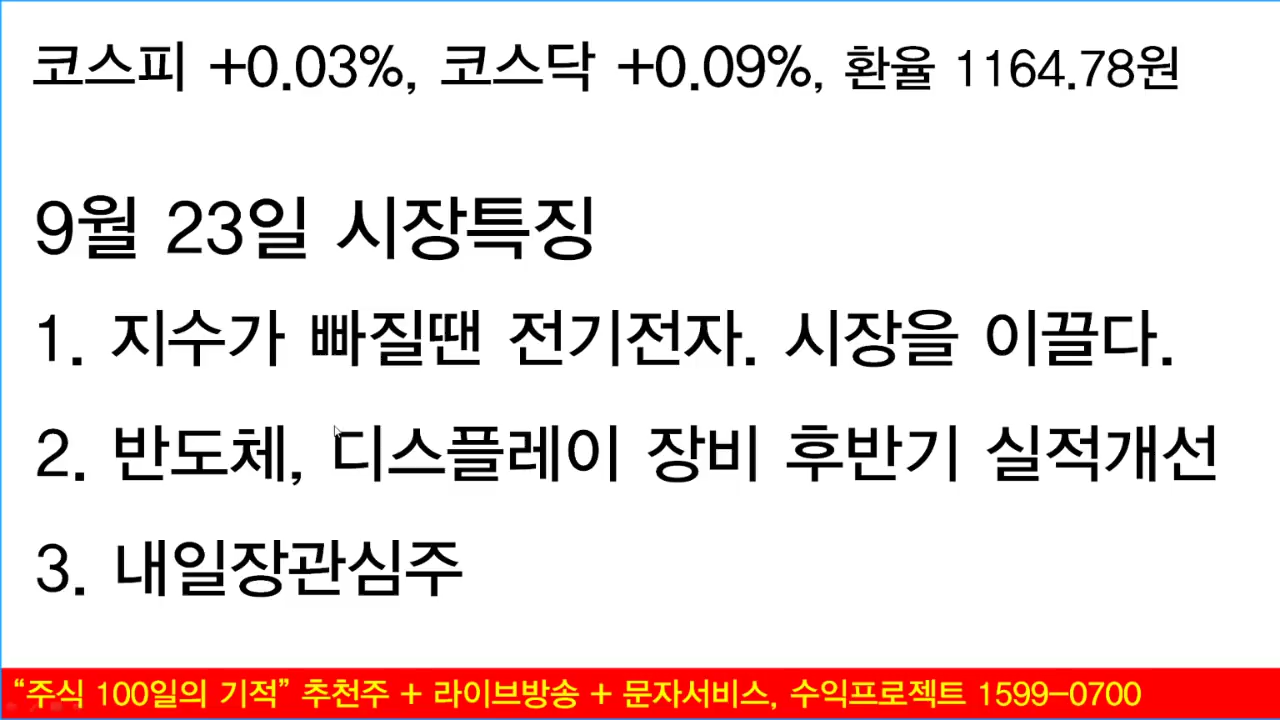 코스피 +0.03%, 코스닥 +0.09%, 환율 1164.78원
9월 23일 시장특징
1. 지수가 빠질땐 전기전자. 시장을 이끌다.
2. 반도체, 디스플레이 장비 후반기 실적개선
3. 내일장관심주
“주식 100일의 기적” 추천주 + 라이브방송 + 문자서비스, 수익프로젝트 1599-0700